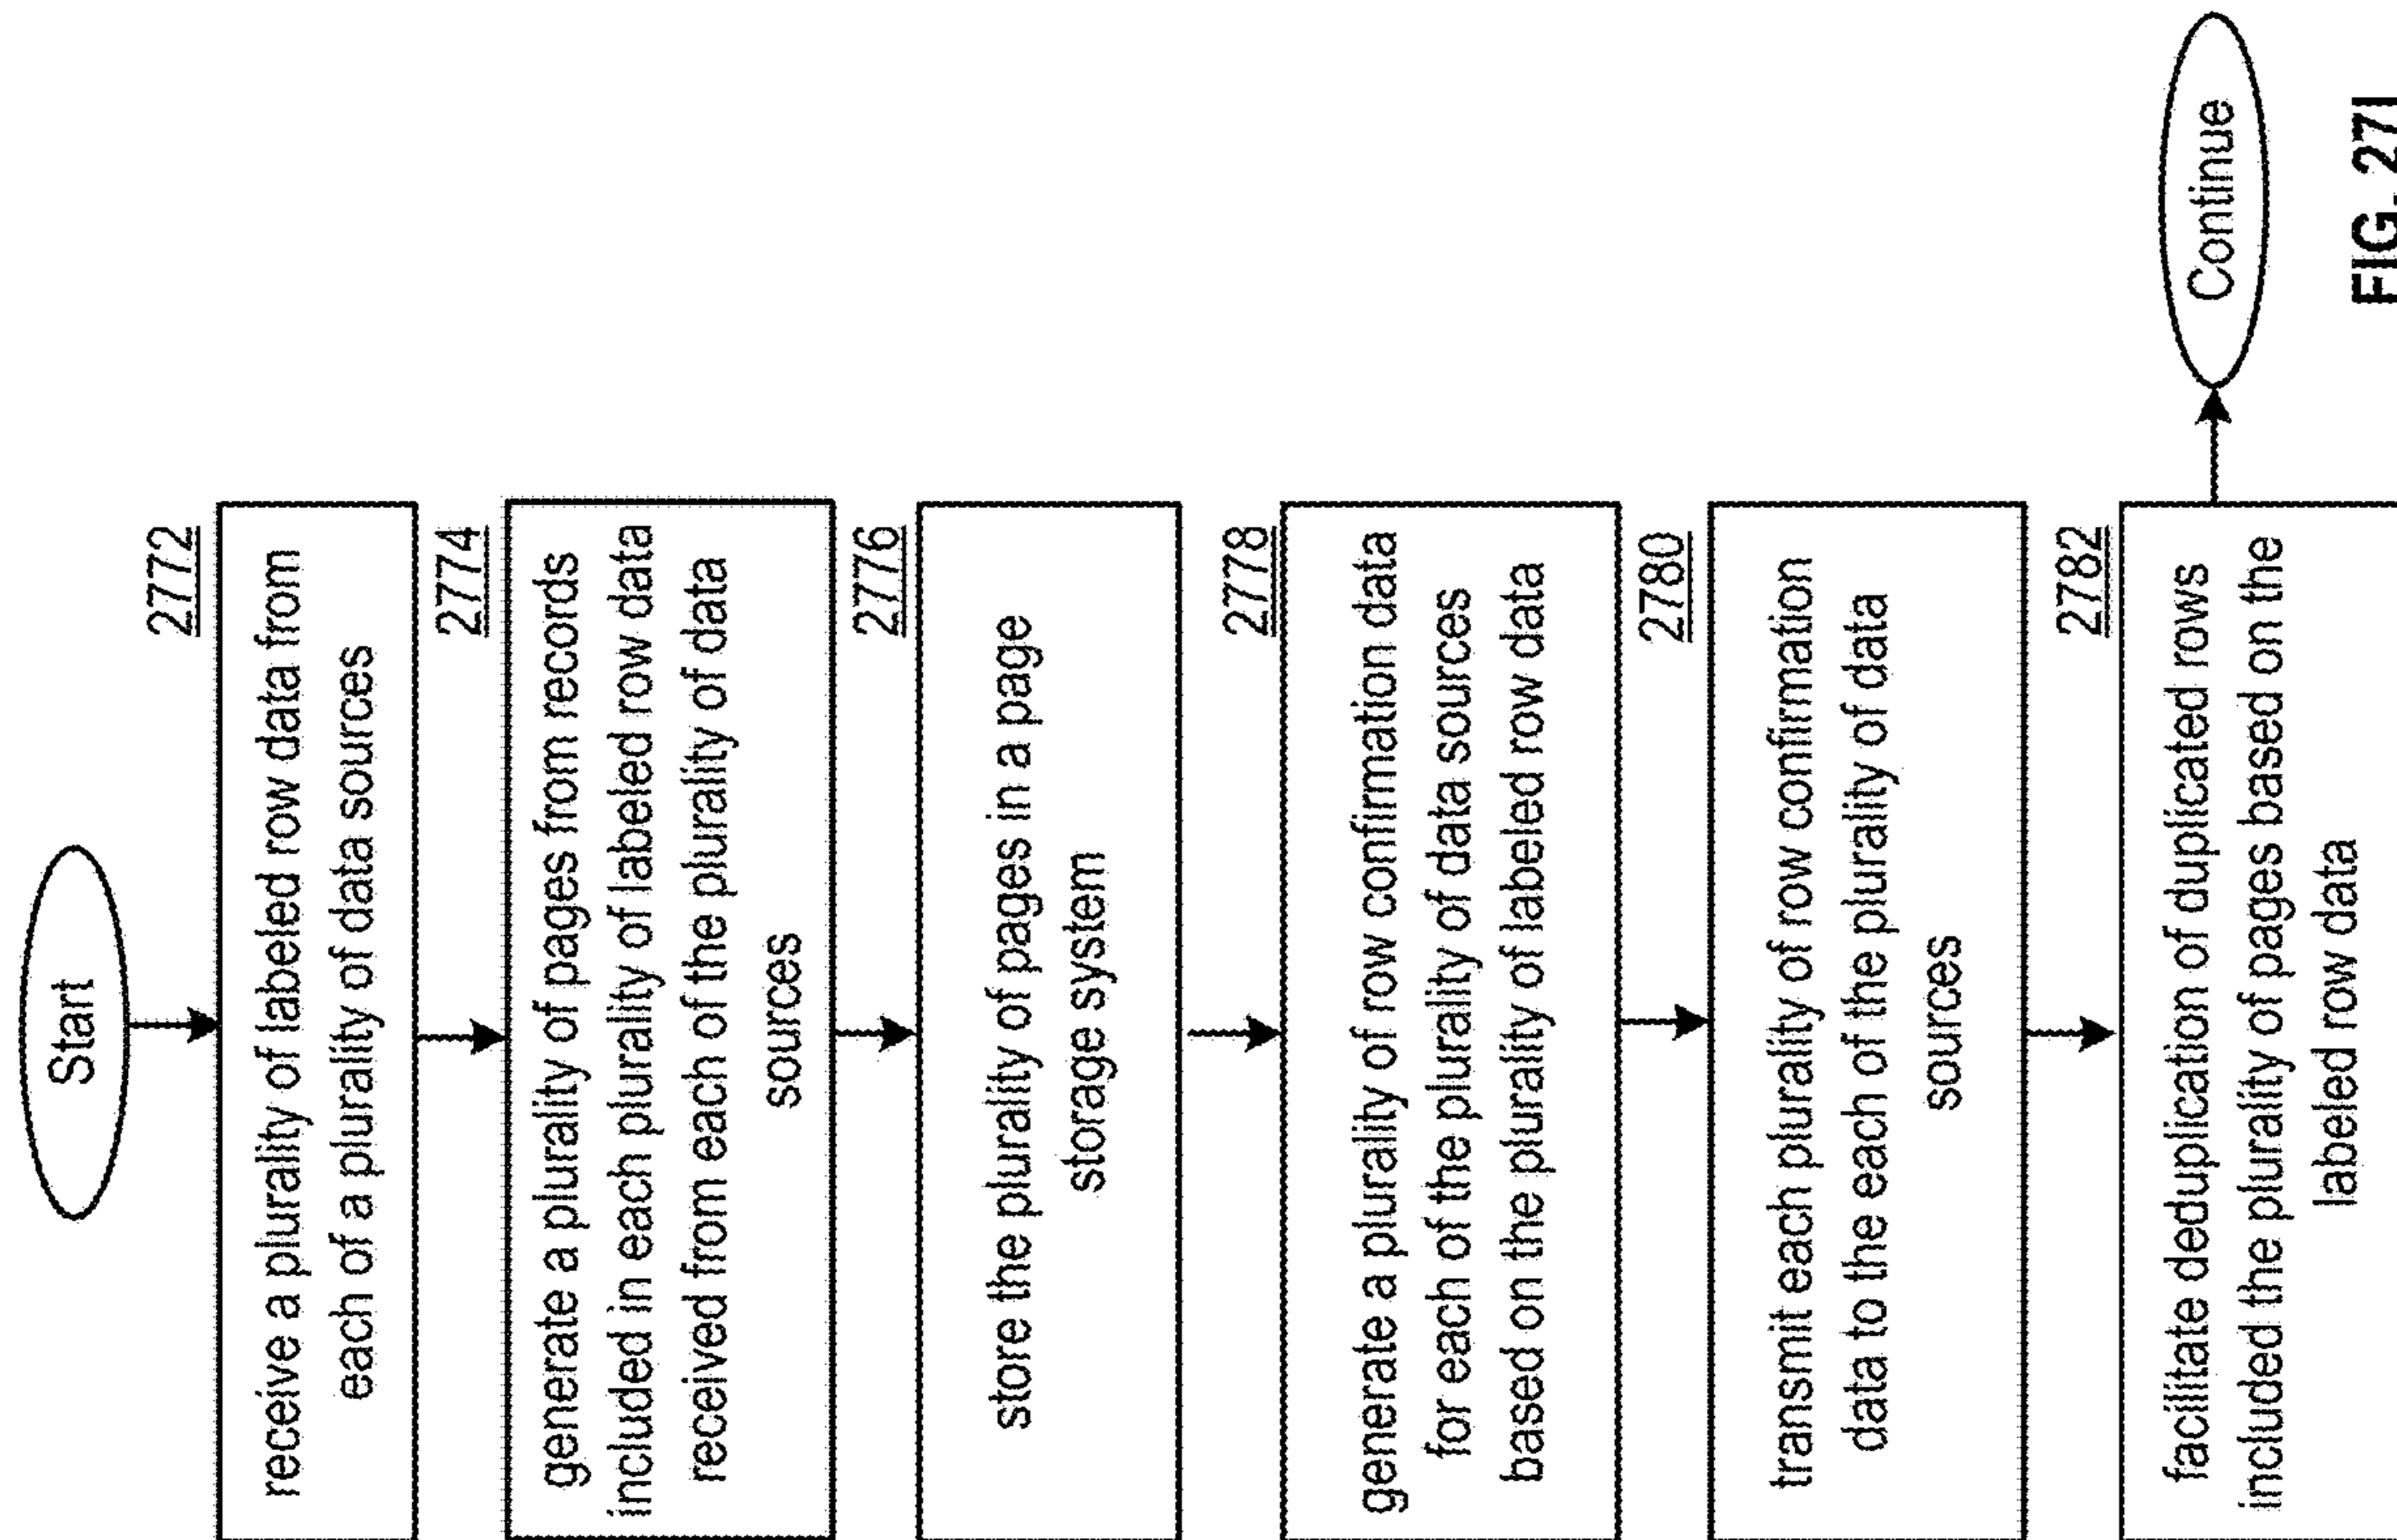 Start
2772
receive a plurality of labeled row data from
each of a plurality of data sources
2774
generate a plurality of pages from records
included in each plurality of labeled row data
received from each of the plurality of data
sources
2776
store the plurality of pages in a page
storage system
2778
generate a plurality of row confirmation data
for each of the plurality of data sources
based on the plurality of labeled row data
2780
transmit each plurality of row confirmation
data to the each of the plurality of data
sources
2782
facilitate deduplication of duplicated rows
included the plurality of pages based on the
labeled row data
Continue
FIG. 27I